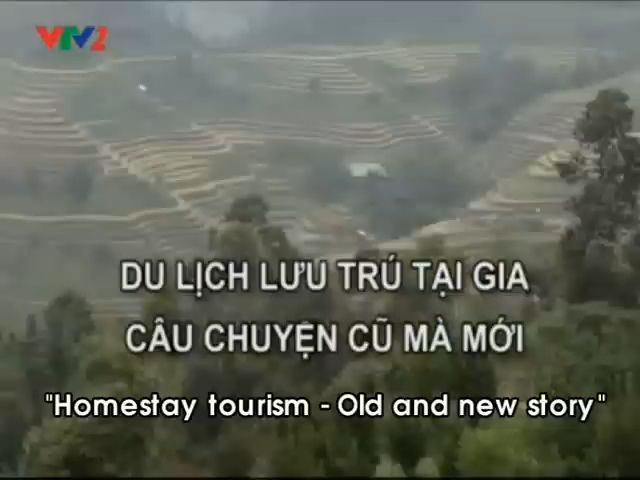 VTV2
DU LỊCH LƯU TRÚ TẠI GIA
CÂU CHUYỆN CŨ MÀ MỚI
"Homestay tourism - Old and new story"